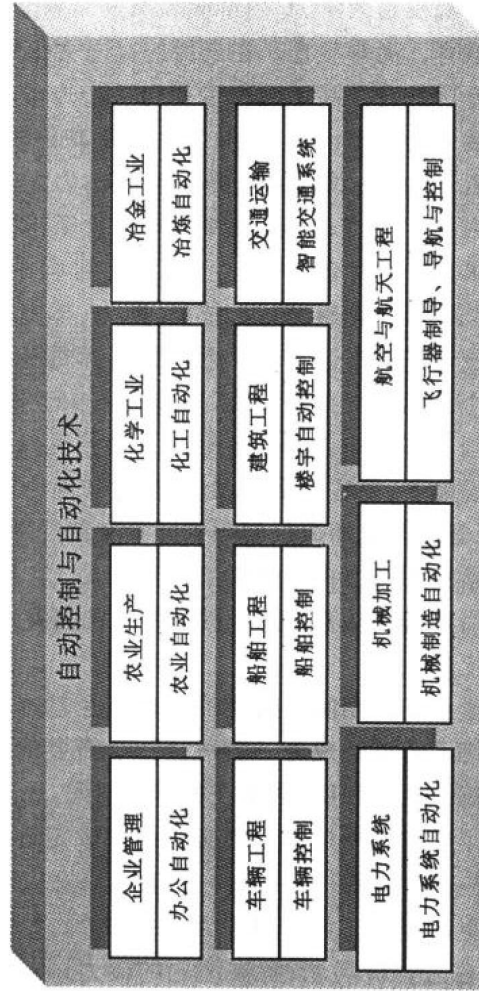 自动控制与自动化技术
企业管理
办公自动化
农业生产
农业自动化
化学工业
化工自动化
冶金工业
冶炼自动化
车辆工程
车辆控制
船舶工程
船舶控制
建筑工程
楼宇自动控制
交通运输
智能交通系统
电力系统
电力系统自动化
机械加工
机械制造自动化
航空与航天工程
飞行器制导、导航与控制